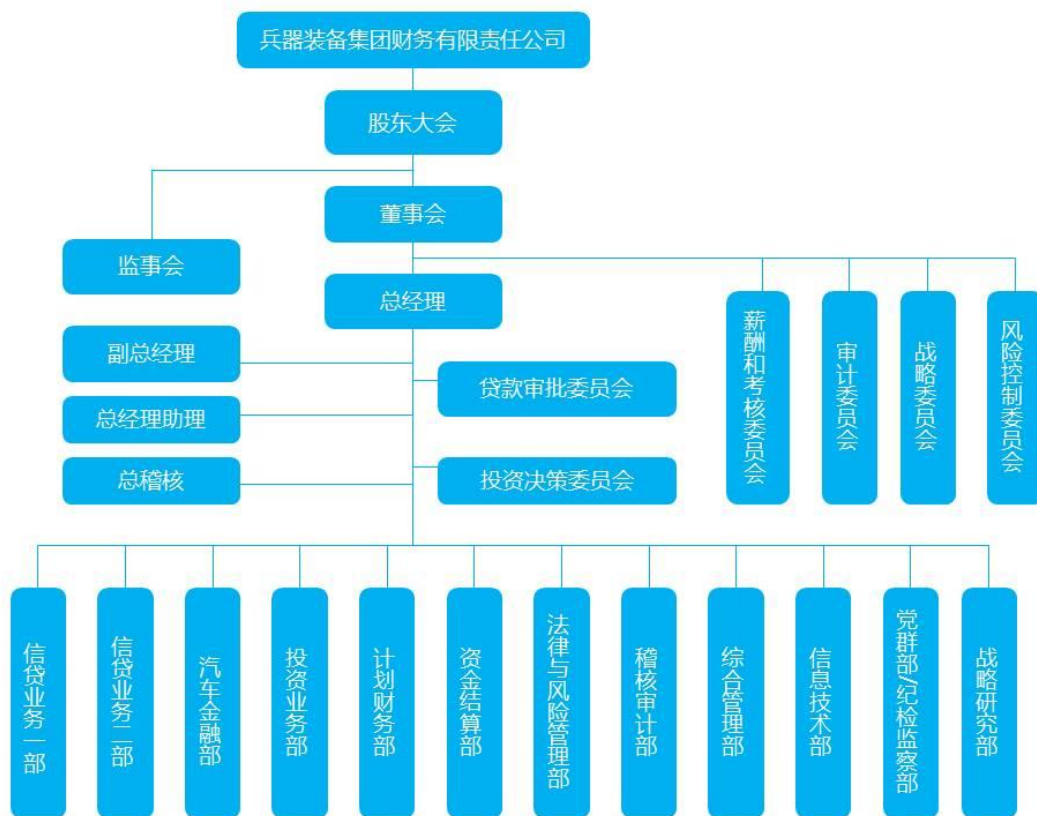 兵器装备集团财务有限责任公司
股东大会
董事会
监事会
总经理
副总经理
总经理助理
总稽核
贷款审批委员会
投资决策委员会
薪酬和考核委员会
审计委员会
战略委员会
风险控制委员会
信贷业务一部
信贷业务二部
汽车金融部
投资业务部
计划财务部
资金结算部
法律与风险管理部
稽核审计部
综合管理部
信息技术部
党群部/纪检监察部
战略研究部